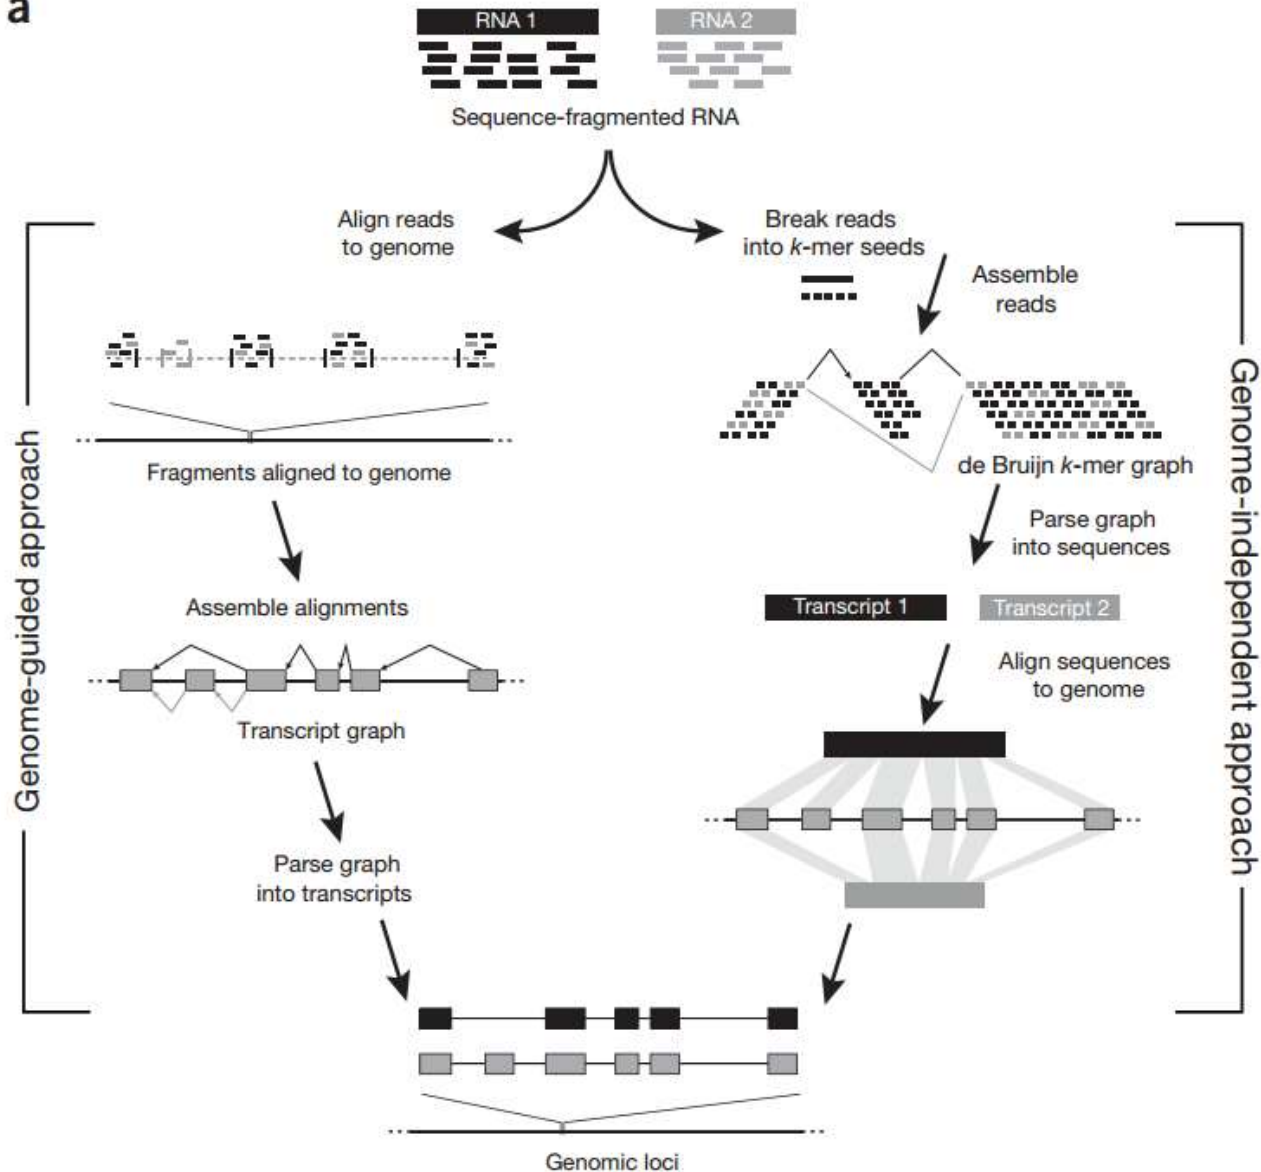 a
RNA 1
RNA 2
Sequence-fragmented RNA
Align reads
to genome
Break reads
into k-mer seeds
Assemble
reads
Fragments aligned to genome
de Bruijn k-mer graph
Parse graph
into sequences
Assemble alignments
Transcript 1
Transcript 2
Align sequences
to genome
Transcript graph
Parse graph
into transcripts
Genomic loci
Genome-guided approach
Genome-independent approach